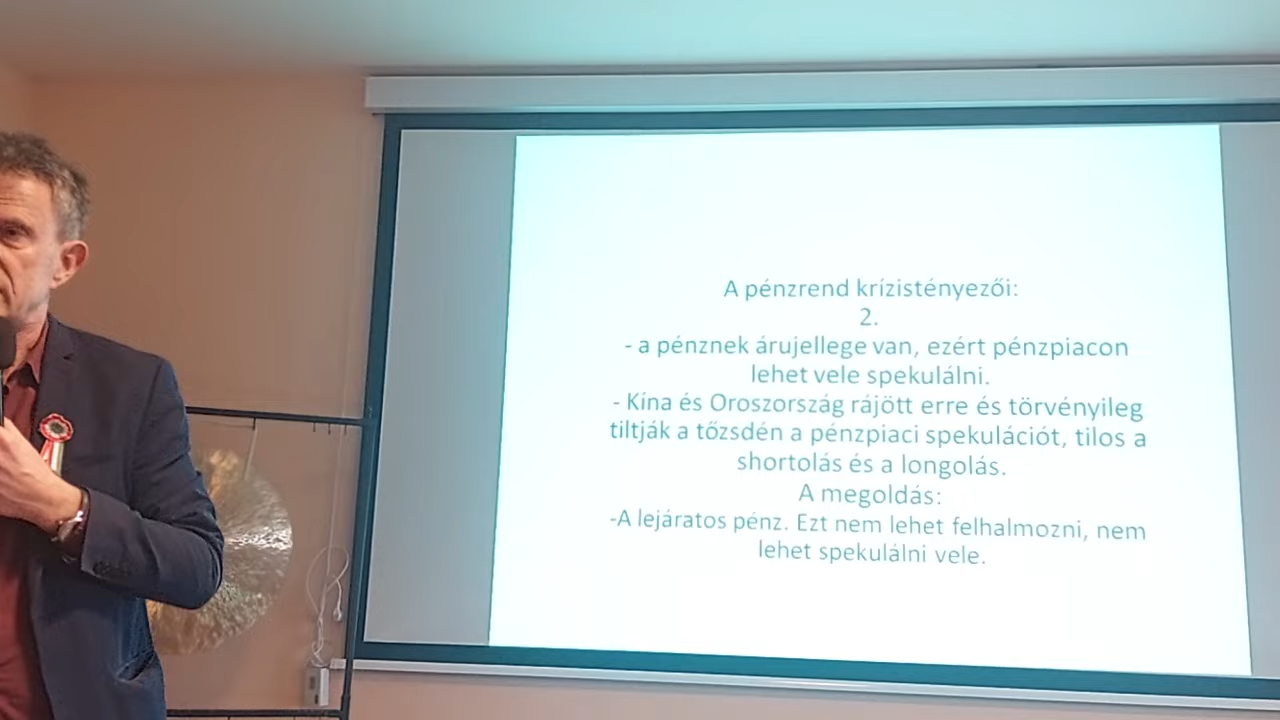 A pénzrend krízistényezői:
2.
- a pénznek árujellege van, ezért pénzpiacon
lehet vele spekulálni.
- Kína és Oroszország rájött erre és törvényileg
tiltják a tőzsdén a pénzpiaci spekulációt, tilos a
shortolás és a longolás.
A megoldás:
-A lejáratos pénz. Ezt nem lehet felhalmozni, nem
lehet spekulálni vele.